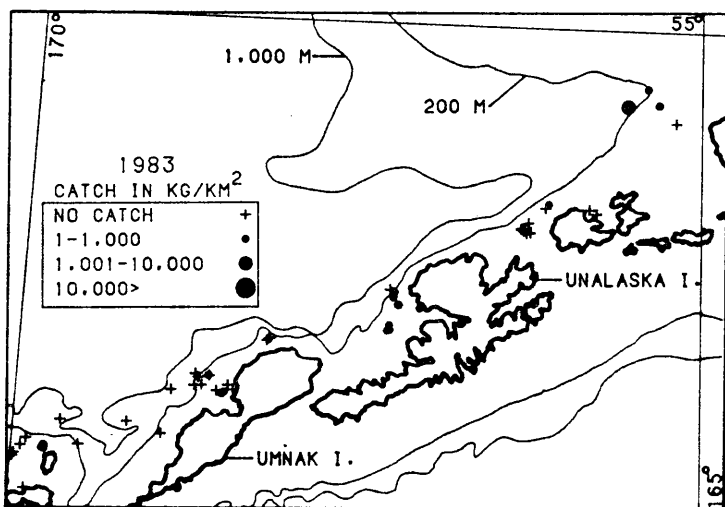 170°
55°
1.000 M
200 M
1983
CATCH IN KG/KM²
NO CATCH +
1-1.000
1.001-10.000
10.000>
UNALASKA I.
UMNAK I.
165°